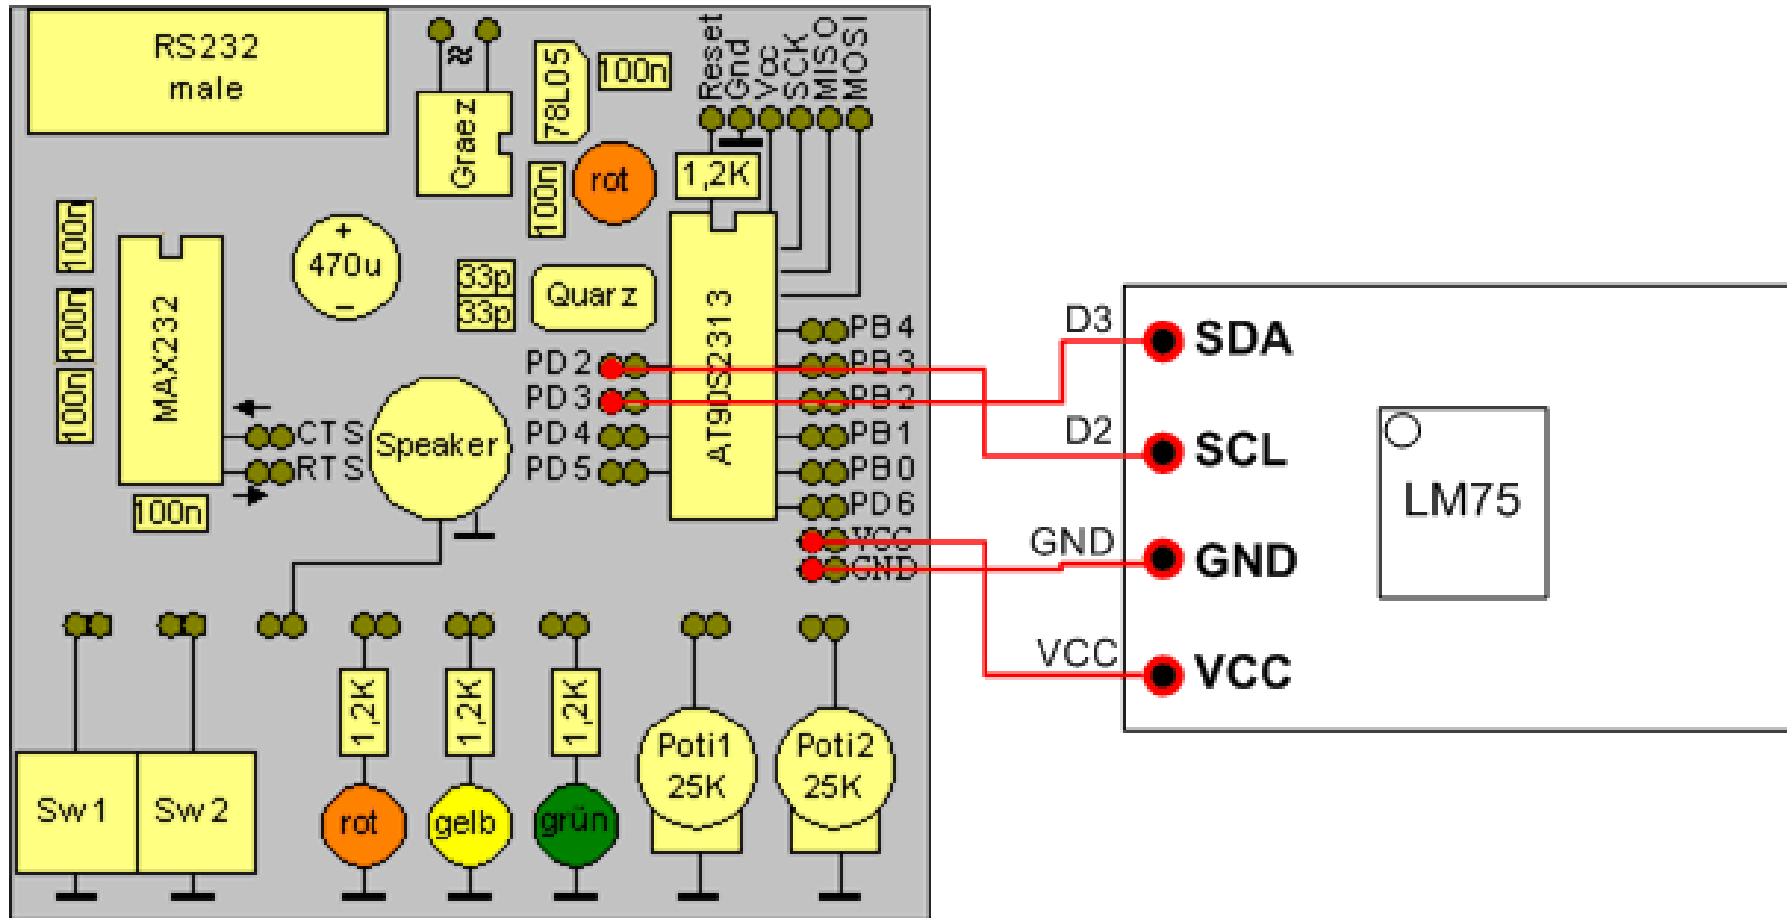 RS232
male
≈
Graez
78L05
100n
100n
rot
Reset
Gnd
Vcc
SCK
MISO
MOSI
1,2K
100n
100n
100n
MAX232
+
470u
–
33p
33p
Quarz
AT90S2313
PD2
PD3
PD4
PD5
PB4
PB3
PB2
PB1
PB0
PD6
VCC
GND
CTS
RTS
100n
Speaker
1,2K
1,2K
1,2K
Sw1
Sw2
rot
gelb
grün
Poti1
25K
Poti2
25K
D3
SDA
D2
SCL
GND
GND
VCC
VCC
LM75